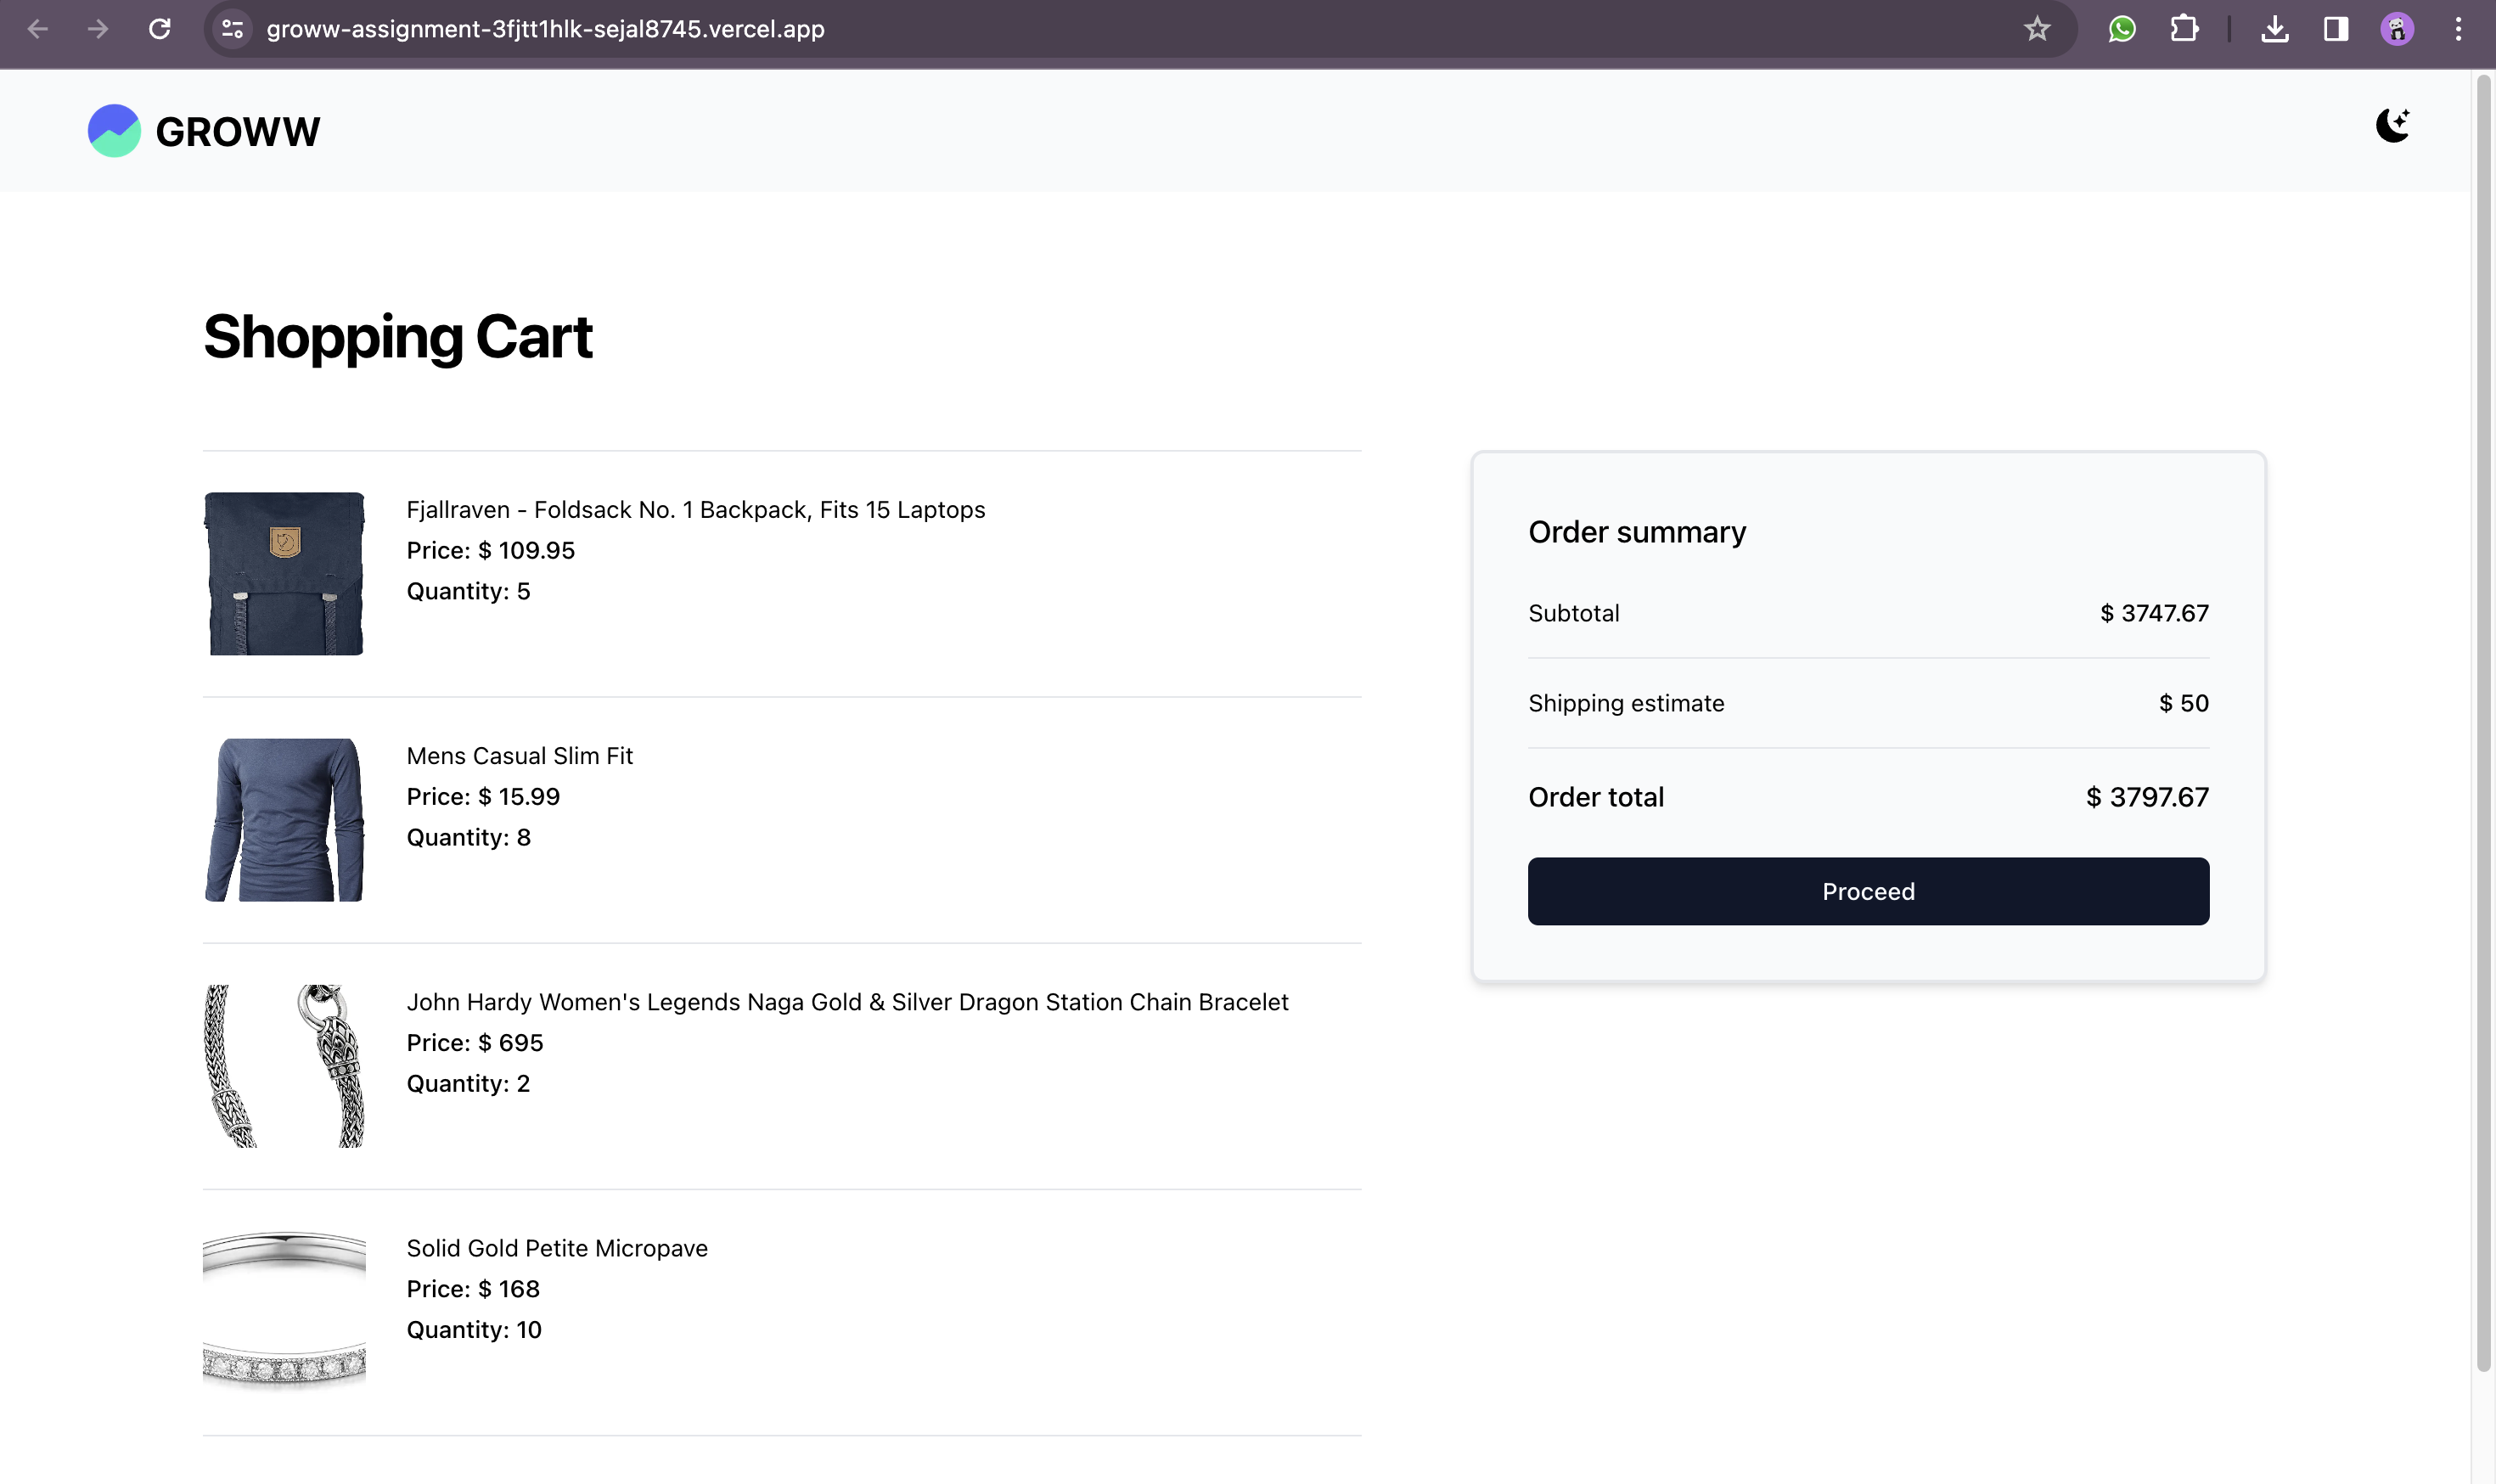 groww-assignment-3fjtt1hlk-sejal8745.vercel.app
GROWW
Shopping Cart
Fjallraven - Foldsack No. 1 Backpack, Fits 15 Laptops
Price: $ 109.95
Quantity: 5
Mens Casual Slim Fit
Price: $ 15.99
Quantity: 8
John Hardy Women's Legends Naga Gold & Silver Dragon Station Chain Bracelet
Price: $ 695
Quantity: 2
Solid Gold Petite Micropave
Price: $ 168
Quantity: 10
Order summary
Subtotal $ 3747.67
Shipping estimate $ 50
Order total $ 3797.67
Proceed